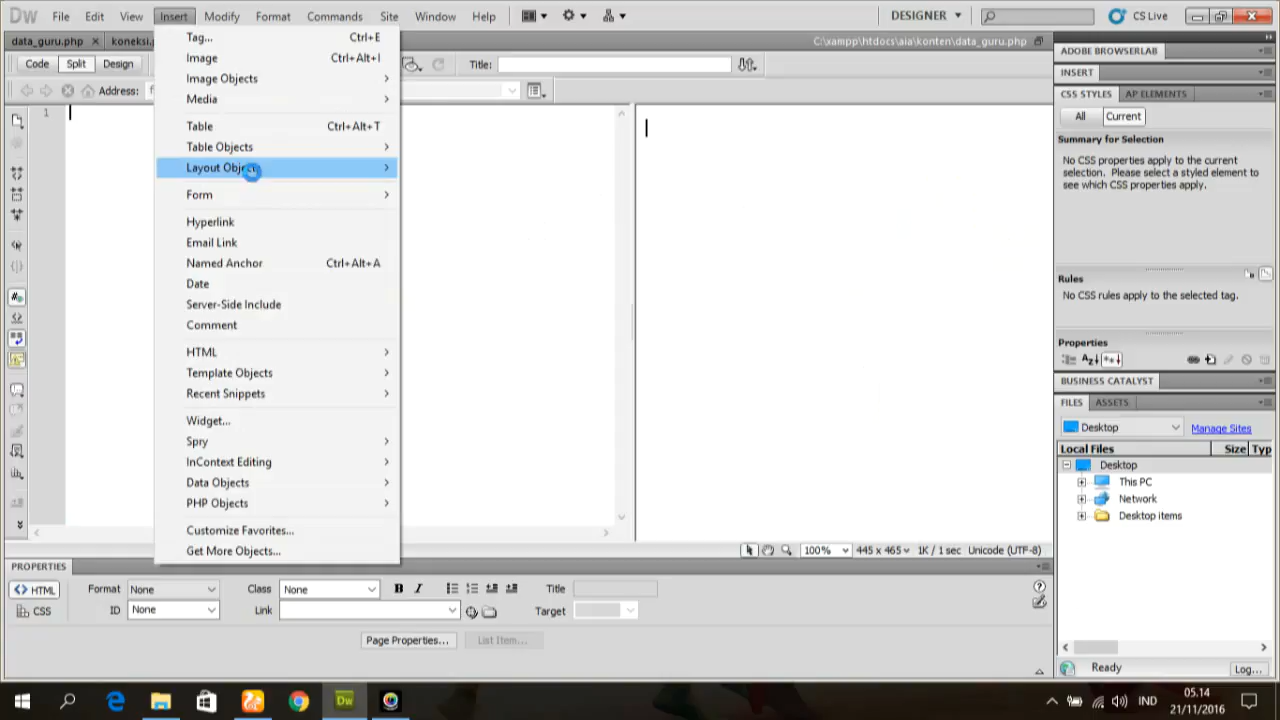 Dw File Edit View Insert Modify Format Commands Site Window Help DESIGNER CS Live
data_guru.php × koneksi. C:\xampp\htdocs\aia\konten\data_guru.php
Code Split Design Title:
Address:
1
Tag... Ctrl+E
Image Ctrl+Alt+I
Image Objects
Media
Table Ctrl+Alt+T
Table Objects
Layout Objects
Form
Hyperlink
Email Link
Named Anchor Ctrl+Alt+A
Date
Server-Side Include
Comment
HTML
Template Objects
Recent Snippets
Widget...
Spry
InContext Editing
Data Objects
PHP Objects
Customize Favorites...
Get More Objects...
ADOBE BROWSERLAB
INSERT
CSS STYLES AP ELEMENTS
All Current
Summary for Selection
No CSS properties apply to the current
selection. Please select a styled element to
see which CSS properties apply.
Rules
No CSS rules apply to the selected tag.
Properties
BUSINESS CATALYST
FILES ASSETS
Desktop Manage Sites
Local Files Size Typ
Desktop
This PC
Network
Desktop items
Ready Log...
100% 445 x 465 1K / 1 sec Unicode (UTF-8)
PROPERTIES
<> HTML Format None Class None B I Title
CSS ID None Link Target
Page Properties... List Item...
Dw IND 05.14
21/11/2016